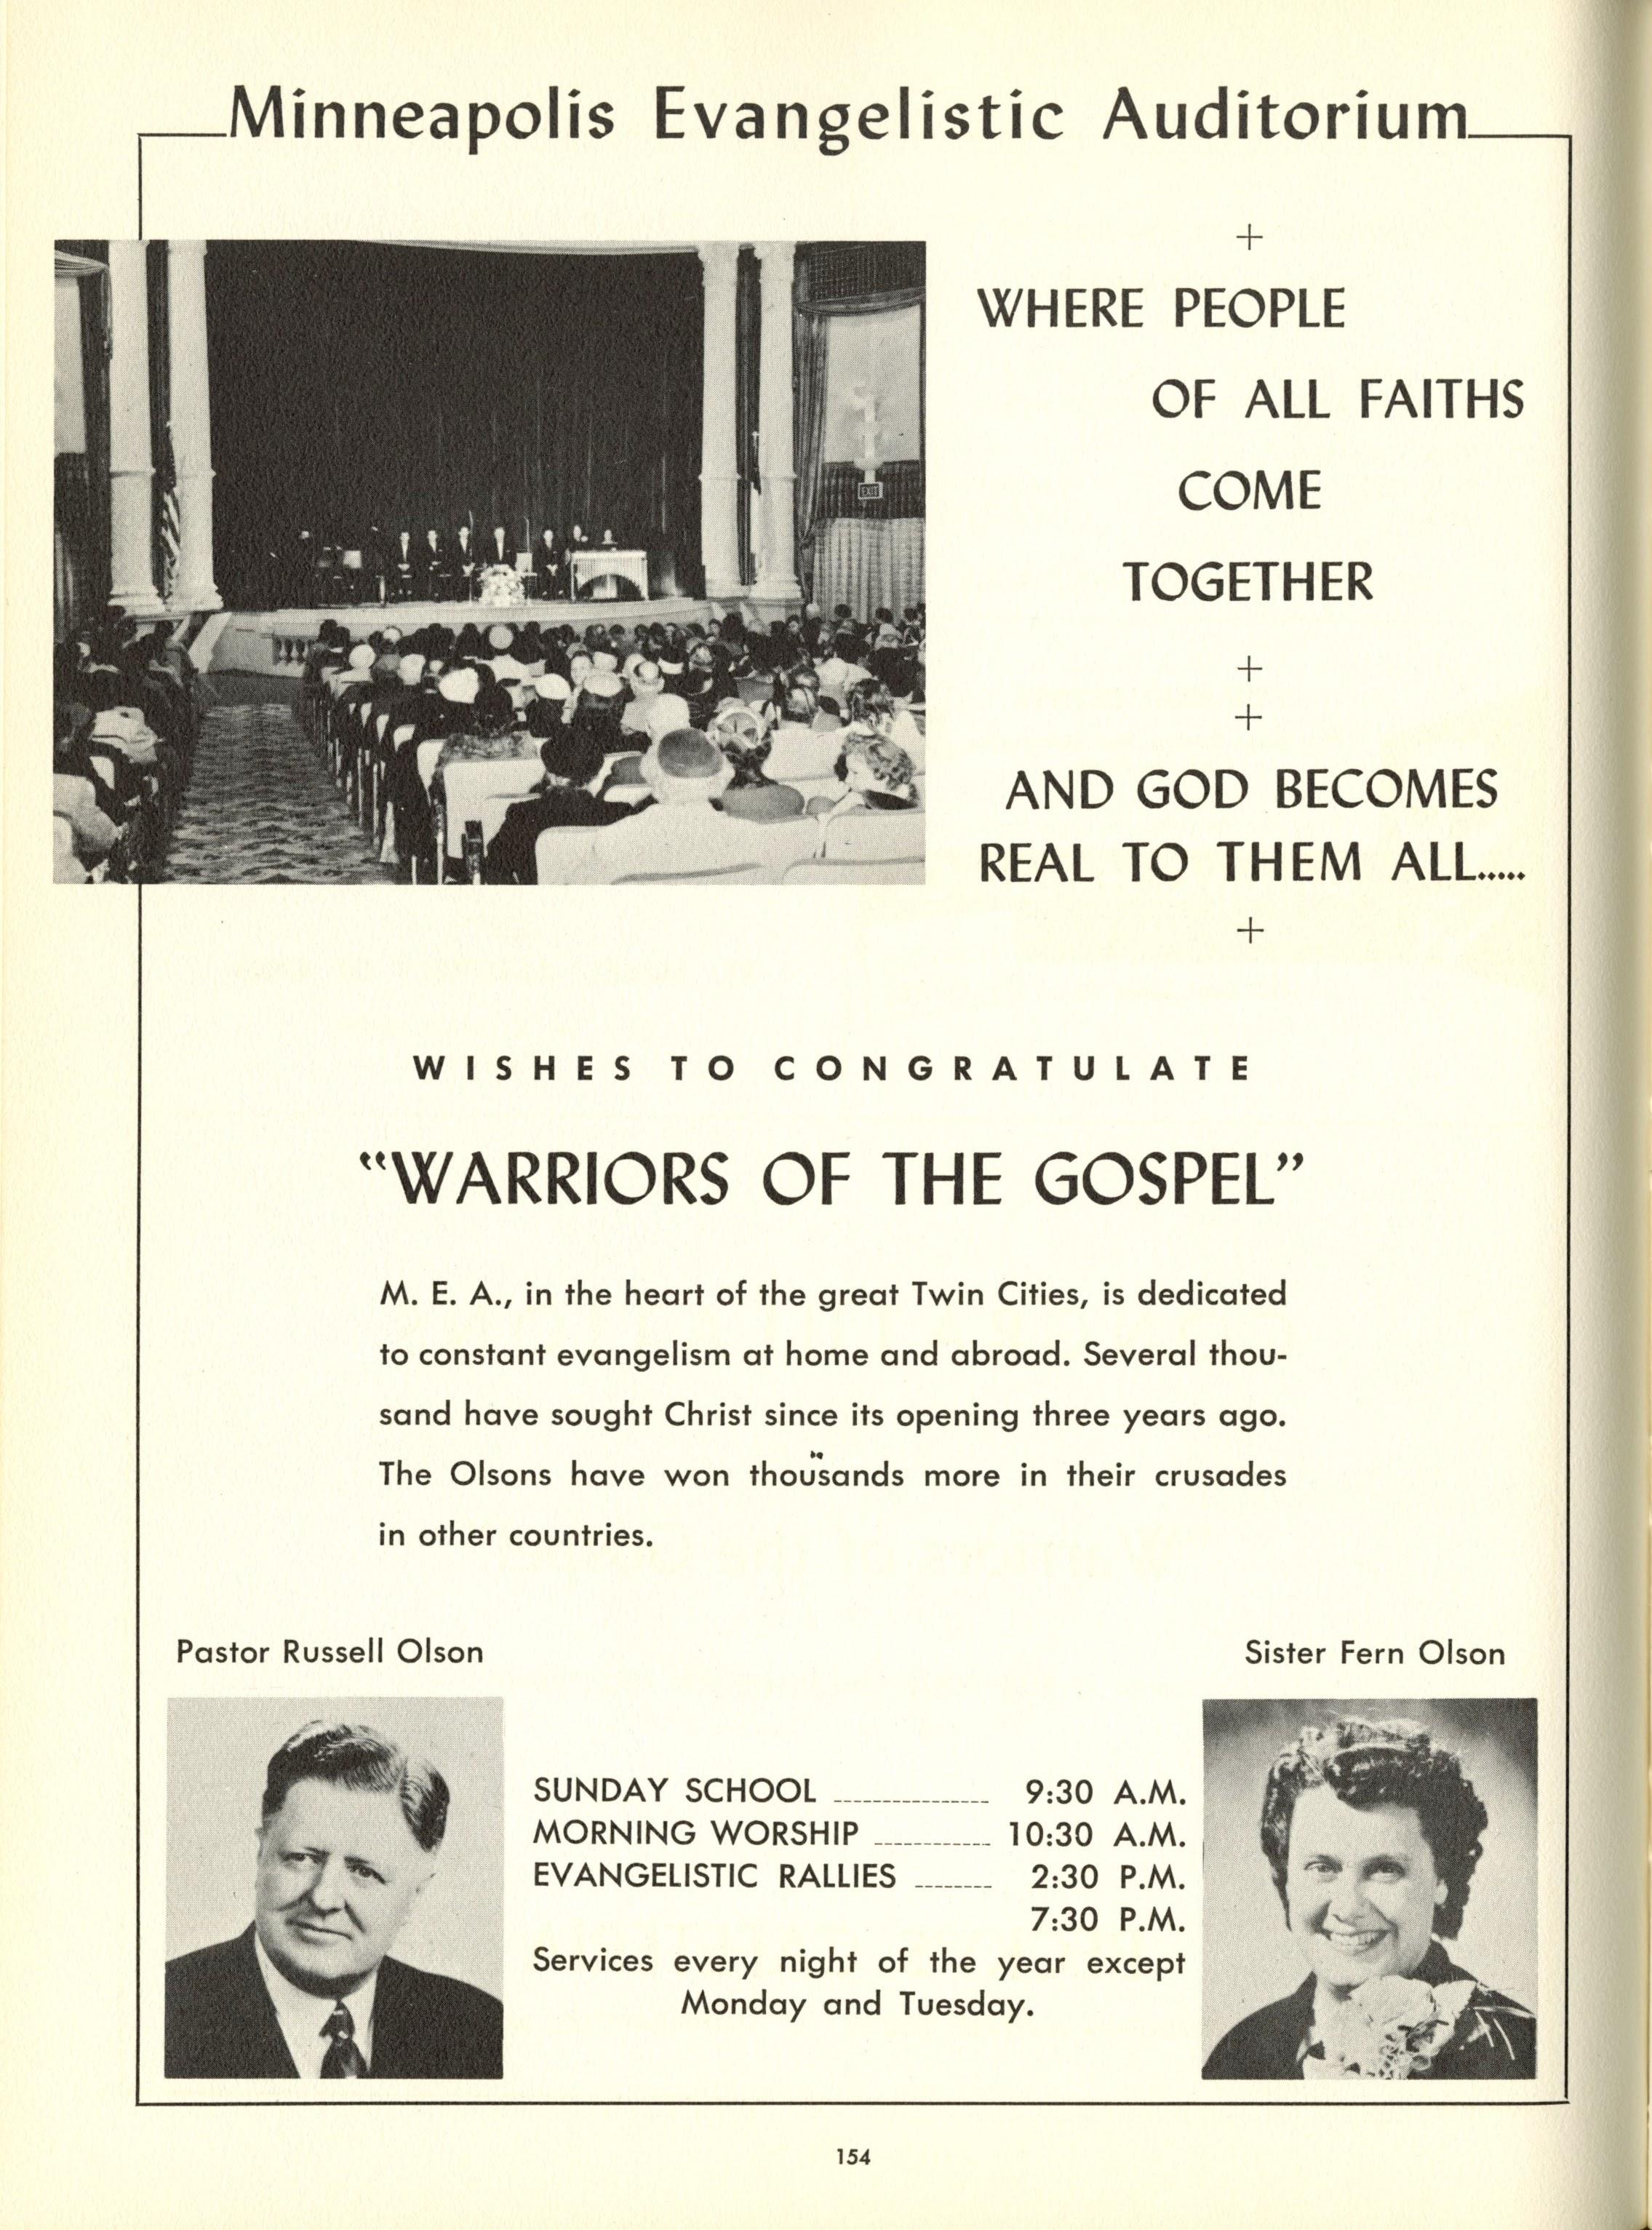 Minneapolis Evangelistic Auditorium
+
WHERE PEOPLE
OF ALL FAITHS
COME
TOGETHER
+
+
AND GOD BECOMES
REAL TO THEM ALL.....
+
EXIT
WISHES TO CONGRATULATE
“WARRIORS OF THE GOSPEL”
M. E. A., in the heart of the great Twin Cities, is dedicated
to constant evangelism at home and abroad. Several thou-
sand have sought Christ since its opening three years ago.
The Olsons have won thousands more in their crusades
in other countries.
Pastor Russell Olson
Sister Fern Olson
SUNDAY SCHOOL ................ 9:30 A.M.
MORNING WORSHIP ............ 10:30 A.M.
EVANGELISTIC RALLIES ........ 2:30 P.M.
7:30 P.M.
Services every night of the year except
Monday and Tuesday.
154